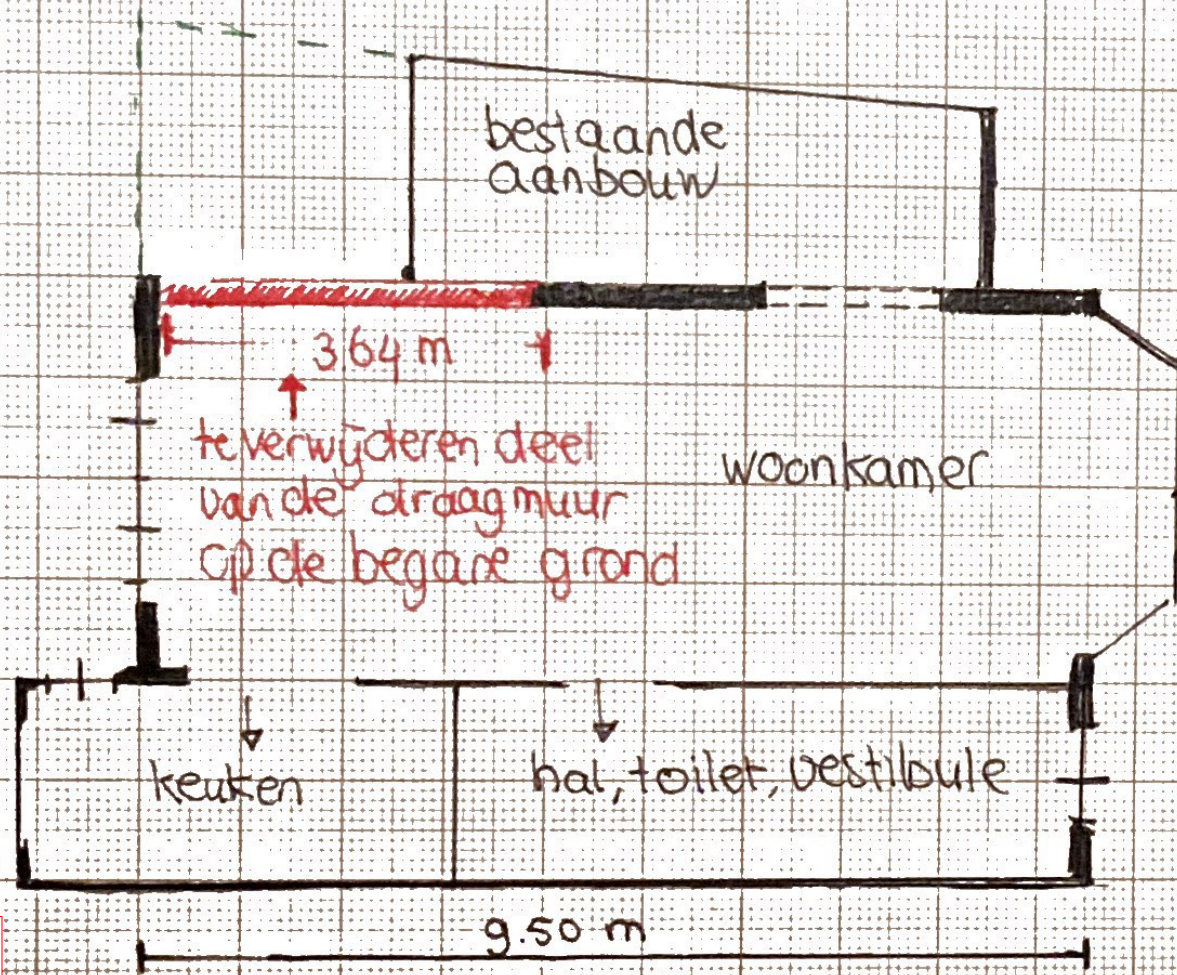 bestaande
aanbouw
3 64 m
te verwijderen deel
van de draagmuur
op de begane grond
woonkamer
keuken
hal, toilet, vestibule
9.50 m